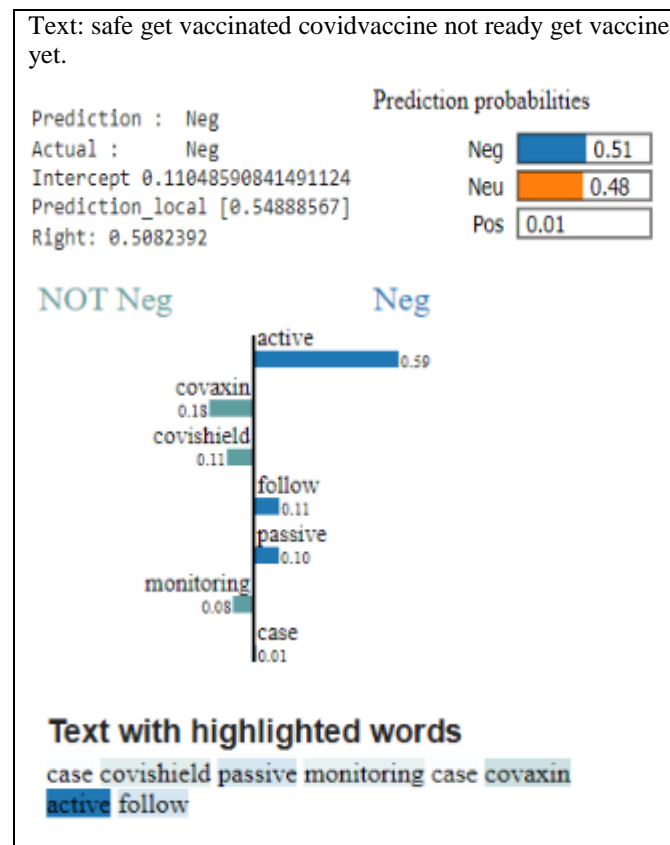 Text: safe get vaccinated covidvaccine not ready get vaccine
yet.
Prediction probabilities
Prediction : Neg
Actual : Neg
Intercept 0.11048590841491124
Prediction_local [0.54888567]
Right: 0.5082392
Neg 0.51
Neu 0.48
Pos 0.01
NOT Neg Neg
active
0.59
covaxin
0.18
covishield
0.11
follow
0.11
passive
0.10
monitoring
0.08
case
0.01
Text with highlighted words
case covishield passive monitoring case covaxin
active follow